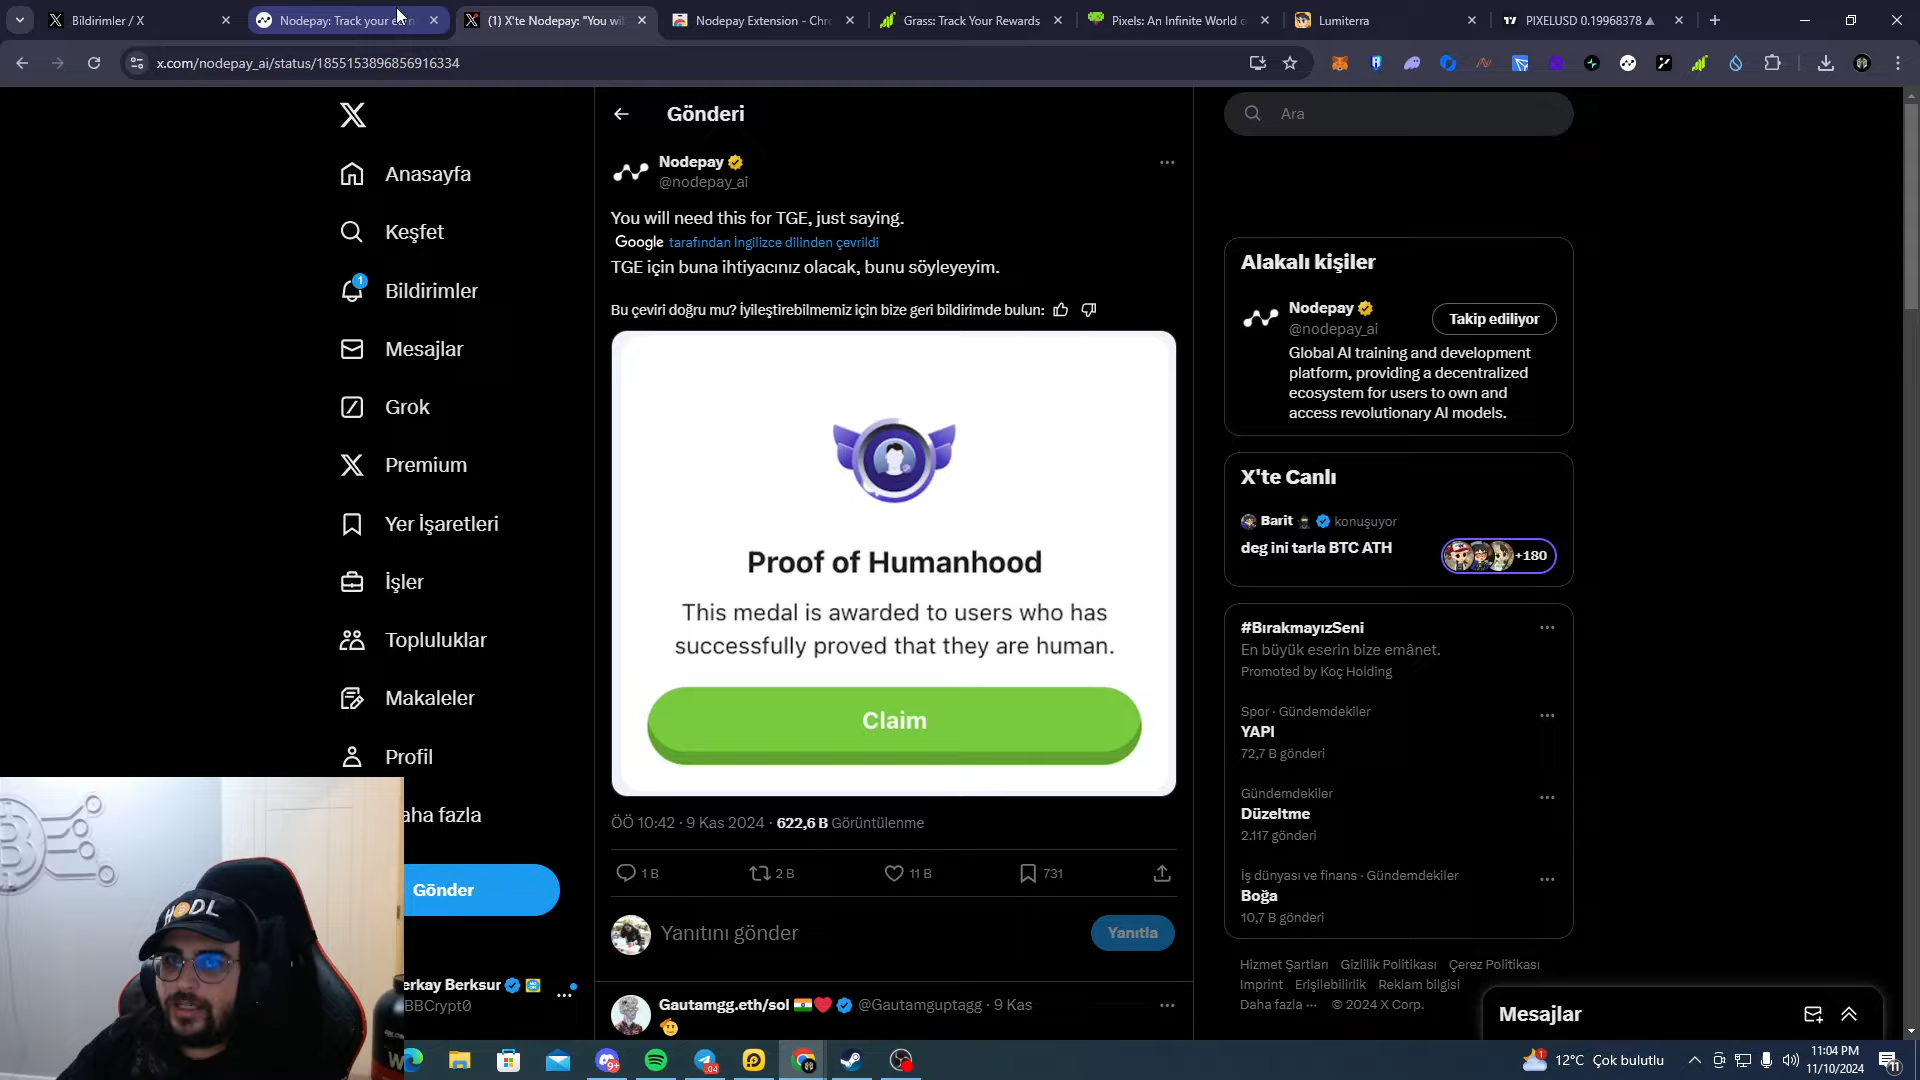 Bildirimler / X
Nodepay: Track your earn
(1) X'te Nodepay: "You will
Nodepay Extension - Chro
Grass: Track Your Rewards
Pixels: An Infinite World o
Lumiterra
PIXELUSD 0.19968378
x.com/nodepay_ai/status/1855153896856916334
Anasayfa
Keşfet
1
Bildirimler
Mesajlar
Grok
Premium
Yer İşaretleri
İşler
Topluluklar
Makaleler
Profil
aha fazla
Gönder
erkay Berksur
BBCrypt0
HODL
Gönderi
Nodepay
@nodepay_ai
You will need this for TGE, just saying.
Google tarafından İngilizce dilinden çevrildi
TGE için buna ihtiyacınız olacak, bunu söyleyeyim.
Bu çeviri doğru mu? İyileştirebilmemiz için bize geri bildirimde bulun:
Proof of Humanhood
This medal is awarded to users who has
successfully proved that they are human.
Claim
ÖÖ 10:42 · 9 Kas 2024 · 622,6 B Görüntülenme
1 B
2 B
11 B
731
Yanıtını gönder
Yanıtla
Gautamgg.eth/sol @Gautamguptagg · 9 Kas
Ara
Alakalı kişiler
Nodepay
@nodepay_ai
Takip ediliyor
Global AI training and development
platform, providing a decentralized
ecosystem for users to own and
access revolutionary AI models.
X'te Canlı
Barit konuşuyor
deg ini tarla BTC ATH
+180
#BırakmayızSeni
En büyük eserin bize emânet.
Promoted by Koç Holding
Spor · Gündemdekiler
YAPI
72,7 B gönderi
Gündemdekiler
Düzeltme
2.117 gönderi
İş dünyası ve finans · Gündemdekiler
Boğa
10,7 B gönderi
Hizmet Şartları Gizlilik Politikası Çerez Politikası
Imprint Erişilebilirlik Reklam bilgisi
Daha fazla ··· © 2024 X Corp.
Mesajlar
12°C Çok bulutlu
11:04 PM
11/10/2024
11